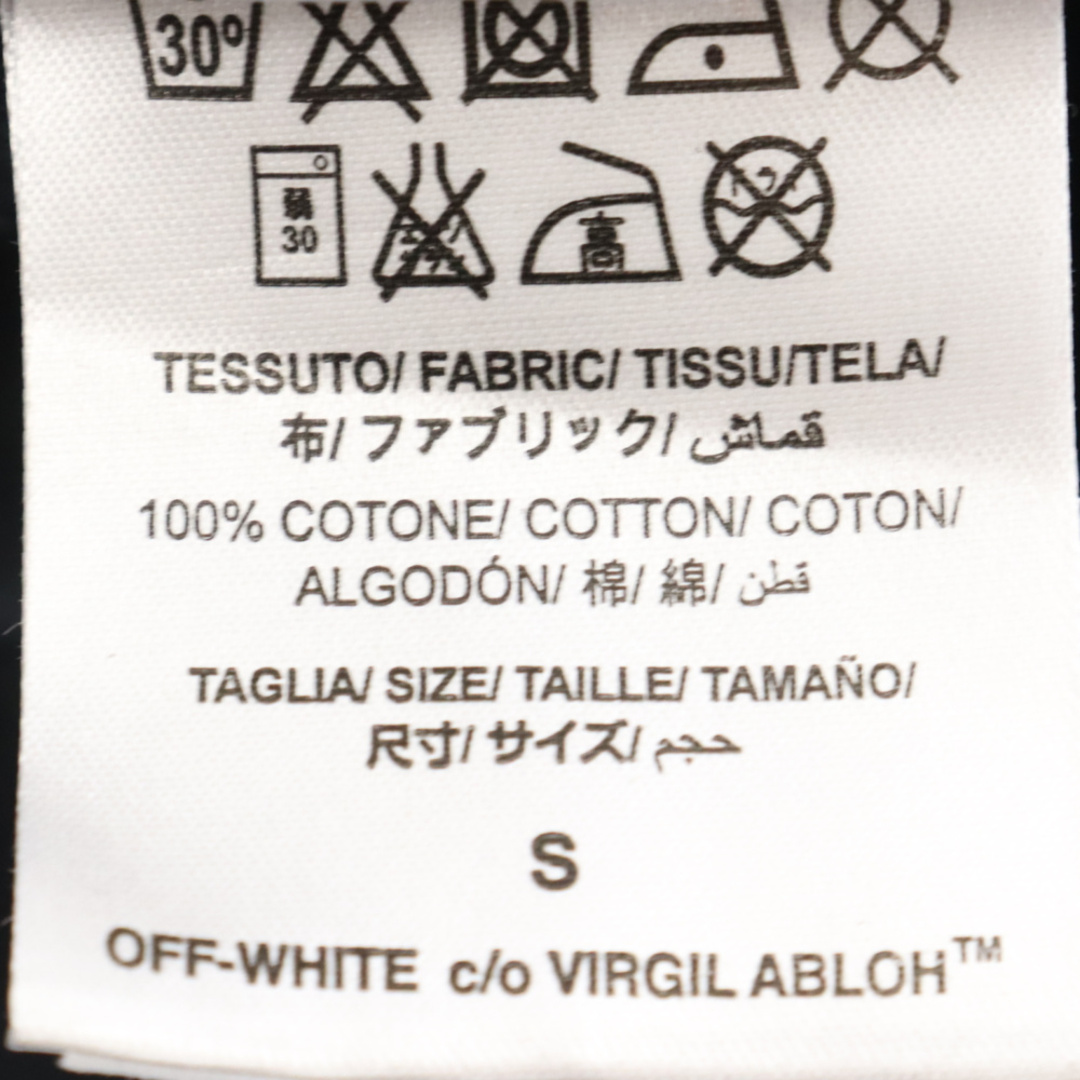 30°
弱
30
高
TESSUTO/ FABRIC/ TISSU/TELA/
布/ ファブリック/ قماش
100% COTONE/ COTTON/ COTON/
ALGODÓN/ 棉/ 綿/ قطن
TAGLIA/ SIZE/ TAILLE/ TAMAÑO/
尺寸/ サイズ/ حجم
S
OFF-WHITE c/o VIRGIL ABLOH™